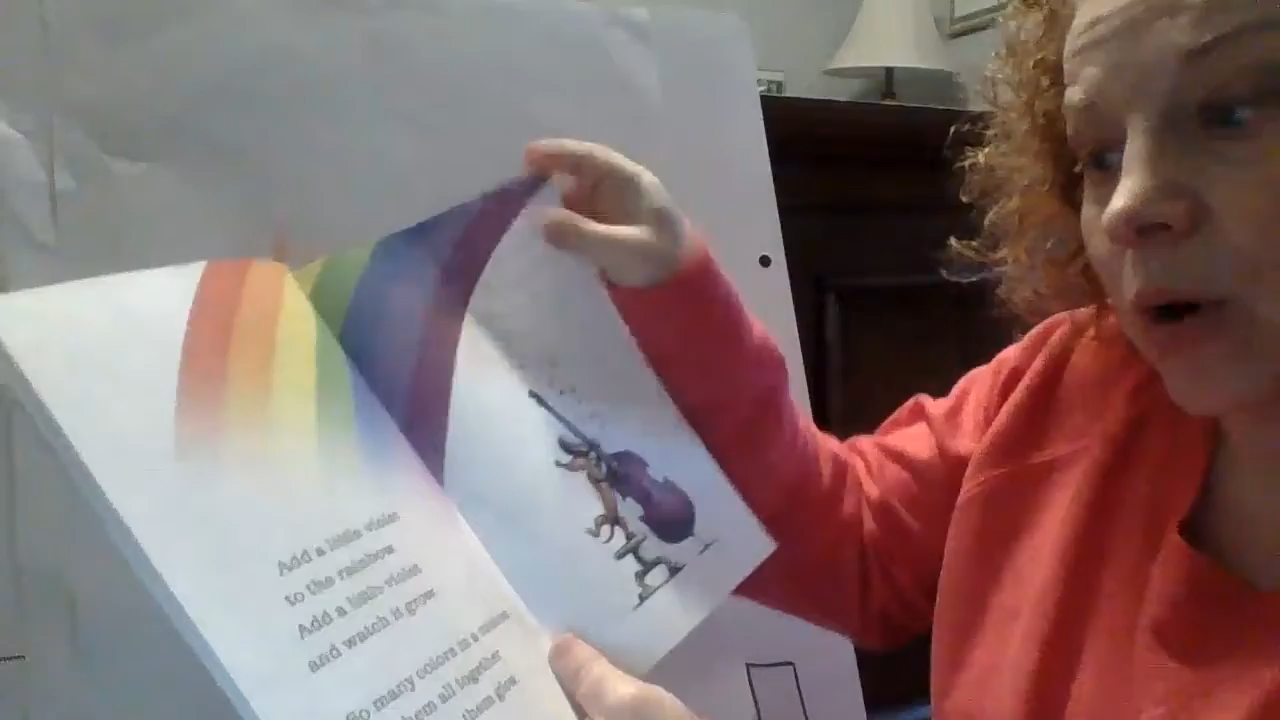 Add a little violet
to the rainbow
Add a little violet
and watch it grow
So many colors in a
them all together
them glow